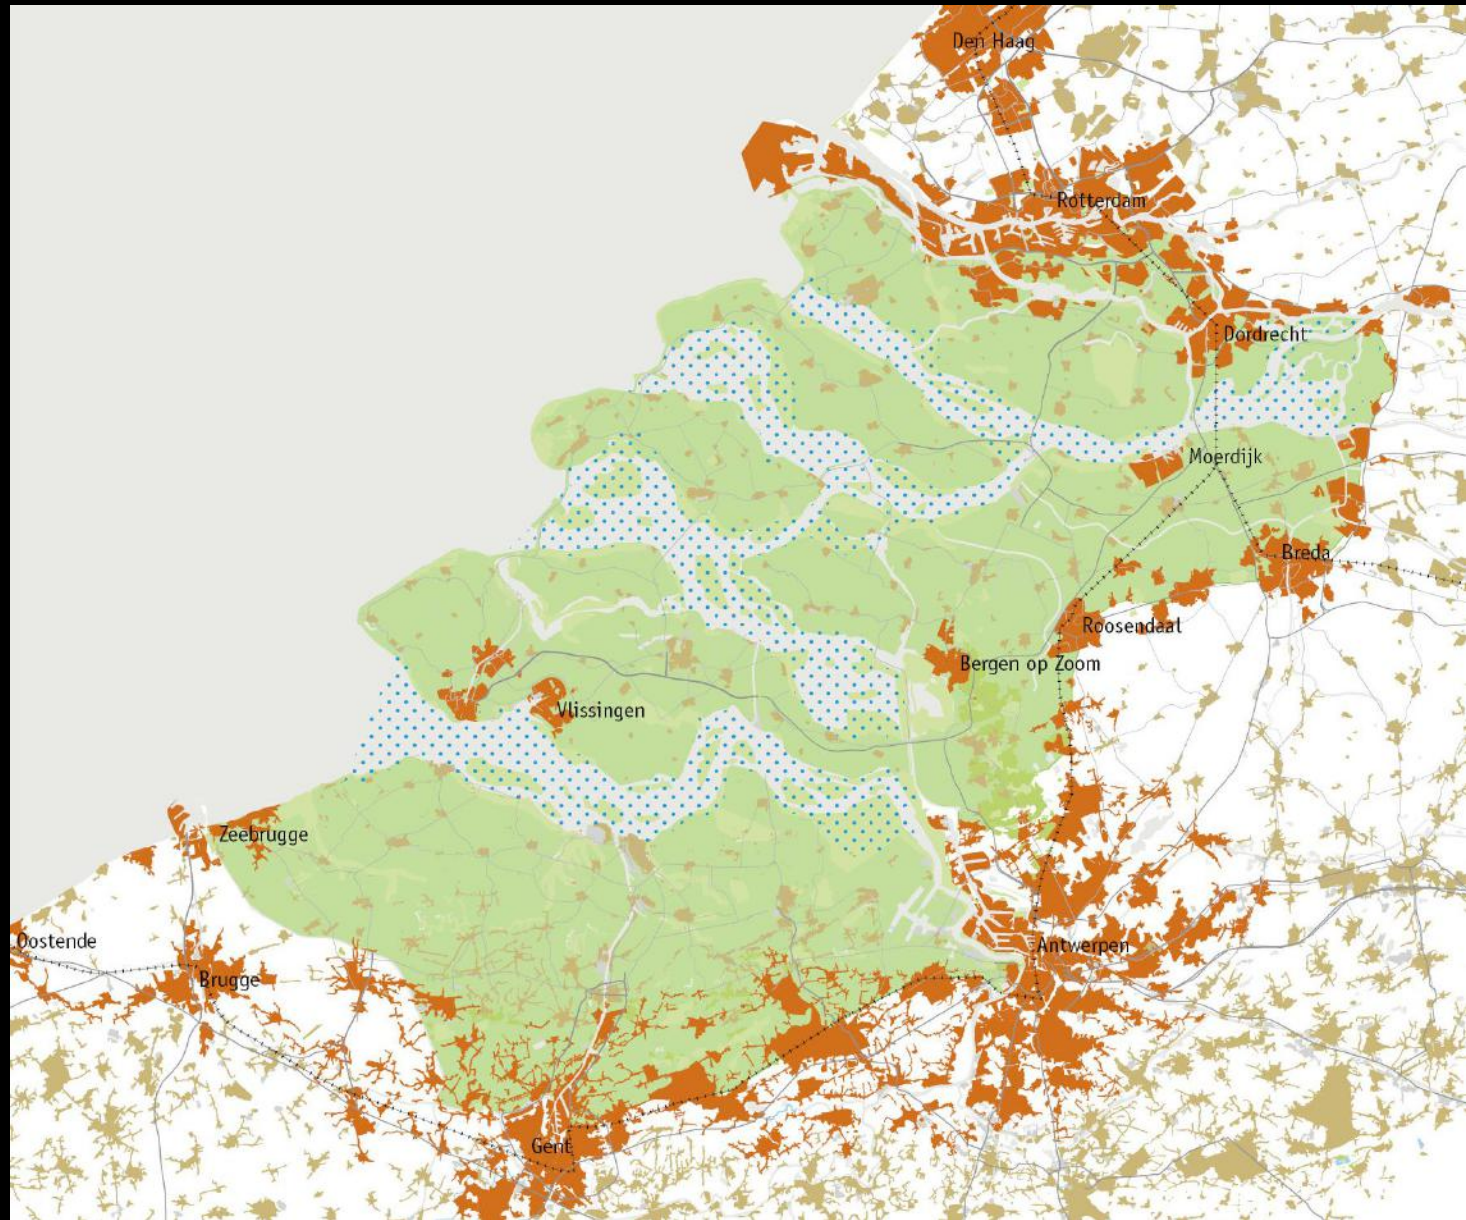 Den Haag
Rotterdam
Dordrecht
Moerdijk
Breda
Roosendaal
Bergen op Zoom
Vlissingen
Zeebrugge
Oostende
Antwerpen
Brugge
Gent